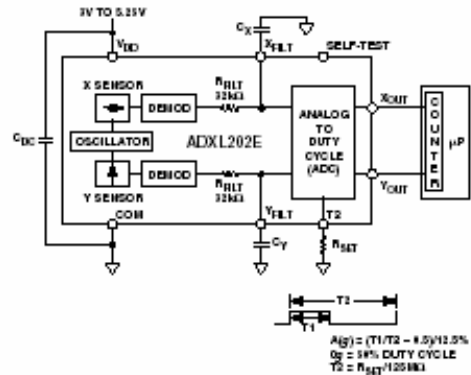 3V TO 5.25V
CX
VDD
XFILT
SELF-TEST
X SENSOR
DEMOD
RFILT
32kΩ
XOUT
CDC
OSCILLATOR
ADXL202E
ANALOG
TO
DUTY
CYCLE
(ADC)
COUNTER
µP
DEMOD
RFILT
32kΩ
YOUT
Y SENSOR
COM
YFILT
T2
CY
RSET
T2
T1
A(g) = (T1/T2 – 0.5)/12.5%
0g = 50% DUTY CYCLE
T2 = RSET/125MΩ